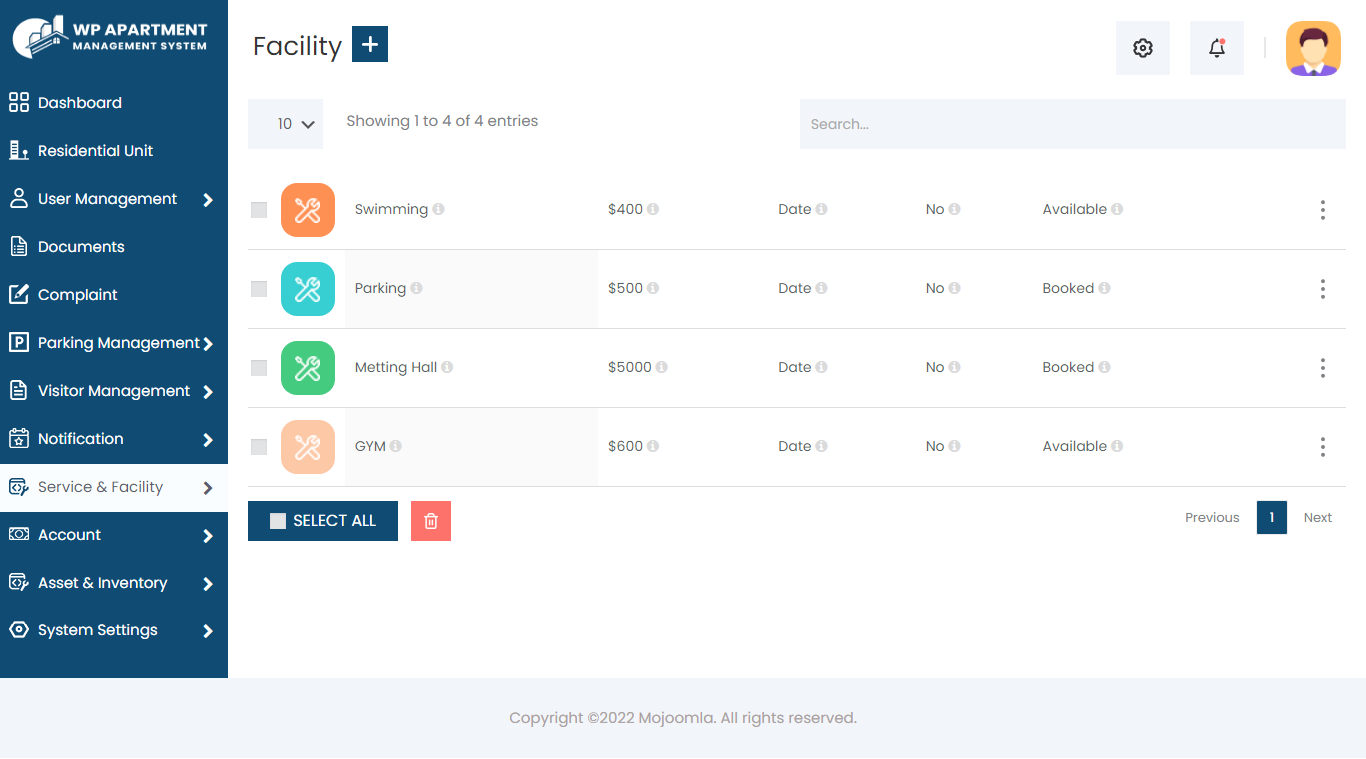 WP APARTMENT
MANAGEMENT SYSTEM
Dashboard
Residential Unit
User Management
Documents
Complaint
Parking Management
Visitor Management
Notification
Service & Facility
Account
Asset & Inventory
System Settings
Facility +
10 Showing 1 to 4 of 4 entries Search...
Swimming $400 Date No Available
Parking $500 Date No Booked
Metting Hall $5000 Date No Booked
GYM $600 Date No Available
SELECT ALL Previous 1 Next
Copyright ©2022 Mojoomla. All rights reserved.